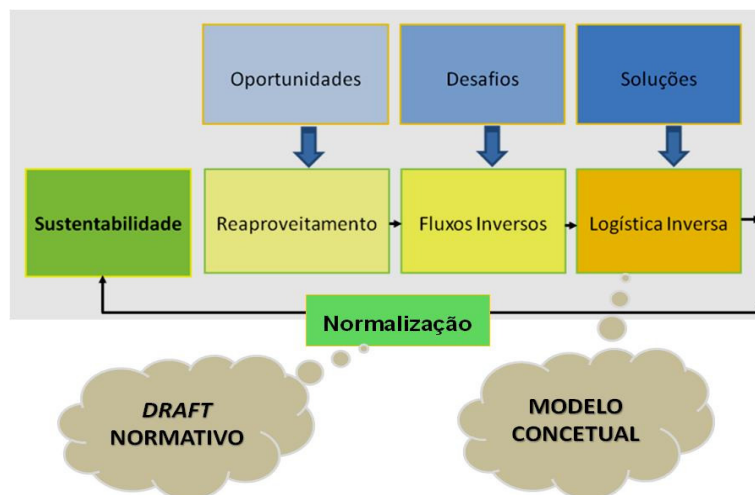 Oportunidades
Desafios
Soluções
Sustentabilidade
Reaproveitamento
Fluxos Inversos
Logística Inversa
Normalização
DRAFT
NORMATIVO
MODELO
CONCETUAL